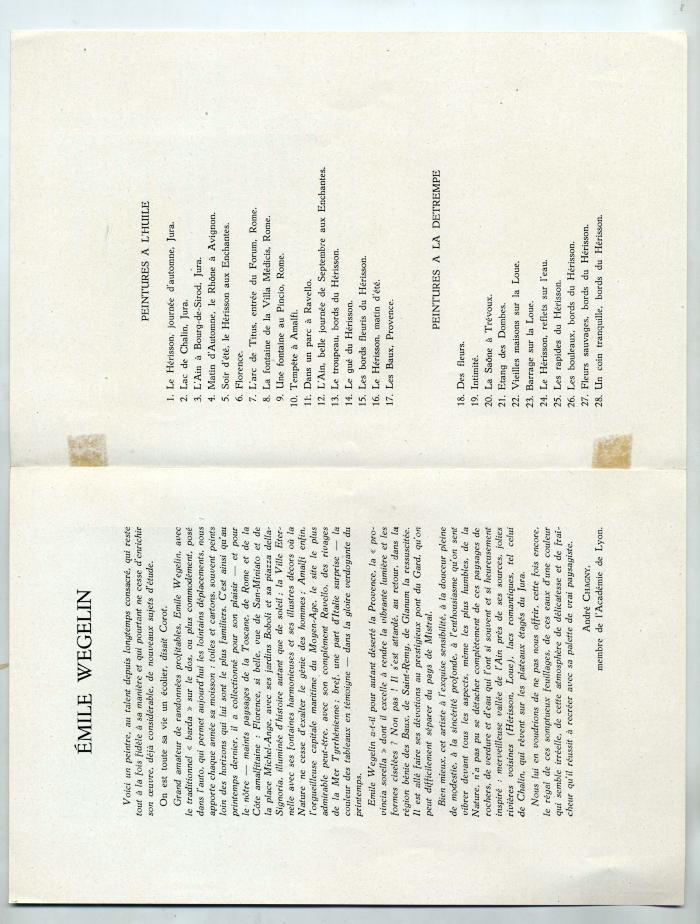 ÉMILE WEGELIN
Voici un peintre, au talent depuis longtemps consacré, qui reste
tout à la fois fidèle à sa manière et qui pourtant ne cesse d'enrichir
son œuvre, déjà considérable, de nouveaux sujets d'étude.
On est toute sa vie un écolier, disait Corot.
Grand amateur de randonnées profitables, Emile Wegelin, avec
le traditionnel « barda » sur le dos, ou plus commodément, posé
dans l'auto, qui permet aujourd'hui les lointains déplacements, nous
apporte chaque année sa moisson : toiles et cartons, souvent peints
loin des horizons qui lui sont le plus familiers. C'est ainsi qu'au
printemps dernier, il a collectionné pour son plaisir — et pour
le nôtre — maints paysages de la Toscane, de Rome et de la
Côte amalfitaine : Florence, si belle, vue de San-Miniato et de
la place Michel-Ange, avec ses jardins Boboli et sa piazza della-
Signoria, illuminée d'histoire autant que de soleil ; la Ville Eter-
nelle avec ses fontaines harmonieuses et ses illustres décors où la
Nature ne cesse d'exalter le génie des hommes ; Amalfi enfin,
l'orgueilleuse capitale maritime du Moyen-Age, le site le plus
admirable peut-être, avec son complément Ravello, des rivages
de la Mer Tyrrhénienne ; bref, une part d'Italie surprise — la
couleur des tableaux en témoigne — dans la gloire verdoyante du
printemps.
Emile Wegelin a-t-il pour autant déserté la Provence, la « pro-
vincia sorella » dont il excelle à rendre la vibrante lumière et les
formes ciselées ? Non pas ! Il s'est attardé, au retour, dans la
région bénie des Baux, de Saint-Remy, de Glanum la ressuscitée.
Il est allé faire ses dévotions au prestigieux pont du Gard, qu'on
peut difficilement séparer du pays de Mistral.
Bien mieux, cet artiste à l'exquise sensibilité, à la douceur pleine
de modestie, à la sincérité profonde, à l'enthousiasme qu'on sent
vibrer devant tous les aspects, même les plus humbles, de la
Nature, n'a pas pu se détacher complètement de ces paysages de
rochers, de verdure et d'eau qui l'ont si souvent et si heureusement
inspiré : merveilleuse vallée de l'Ain près de ses sources, jolies
rivières voisines (Hérisson, Loue), lacs romantiques, tel celui
de Chalin, qui rêvent sur les plateaux étagés du Jura.
Nous lui en voudrions de ne pas nous offrir, cette fois encore,
le régal de ces somptueux feuillages, de ces eaux d'une couleur
qui semble irréelle, de cette atmosphère de délicatesse et de fraî-
cheur qu'il réussit à recréer avec sa palette de vrai paysagiste.
André CHAGNY,
membre de l'Académie de Lyon.
PEINTURES A L'HUILE
1. Le Hérisson, journée d'automne, Jura.
2. Lac de Chalin, Jura.
3. L'Ain à Bourg-de-Sirod, Jura.
4. Matin d'Automne, le Rhône à Avignon.
5. Soir d'été, le Hérisson aux Enchantes.
6. Florence.
7. L'arc de Titus, entrée du Forum, Rome.
8. La fontaine de la Villa Médicis, Rome.
9. Une fontaine au Pincio, Rome.
10. Tempête à Amalfi.
11. Dans un parc à Ravello.
12. L'Ain, belle journée de Septembre aux Enchantes.
13. Le troupeau, bords du Hérisson.
14. Le gué du Hérisson.
15. Les bords fleuris du Hérisson.
16. Le Hérisson, matin d'été.
17. Les Baux, Provence.
PEINTURES A LA DETREMPE
18. Des fleurs.
19. Intimité.
20. La Saône à Trévoux.
21. Etang des Dombes.
22. Vieilles maisons sur la Loue.
23. Barrage sur la Loue.
24. Le Hérisson, reflets sur l'eau.
25. Les rapides du Hérisson.
26. Les bouleaux, bords du Hérisson.
27. Fleurs sauvages, bords du Hérisson.
28. Un coin tranquille, bords du Hérisson.